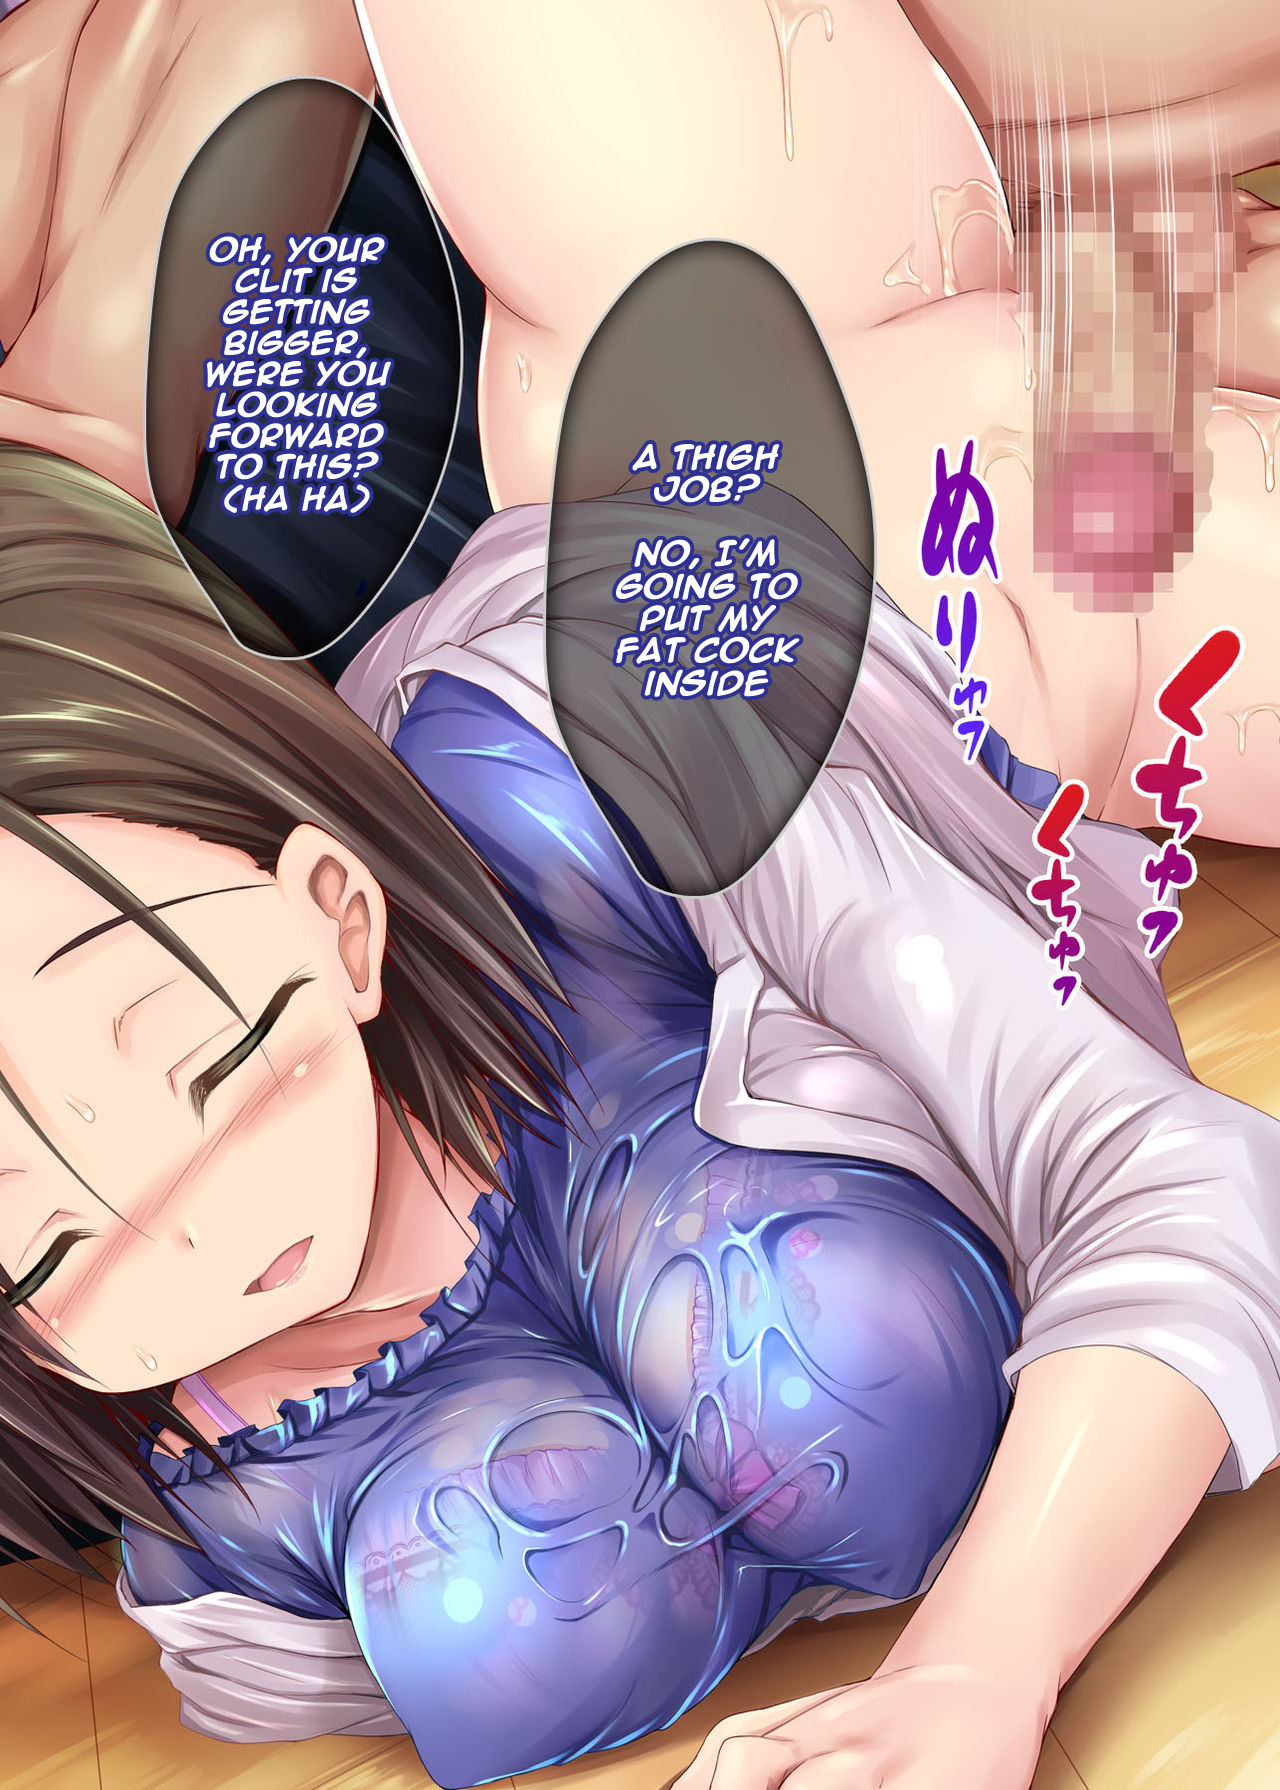 OH, YOUR
CLIT IS
GETTING
BIGGER,
WERE YOU
LOOKING
FORWARD
TO THIS?
(HA HA)
A THIGH
JOB?
NO, I'M
GOING TO
PUT MY
FAT COCK
INSIDE
ぬりゅっ
くちゅっ
くちゅっ